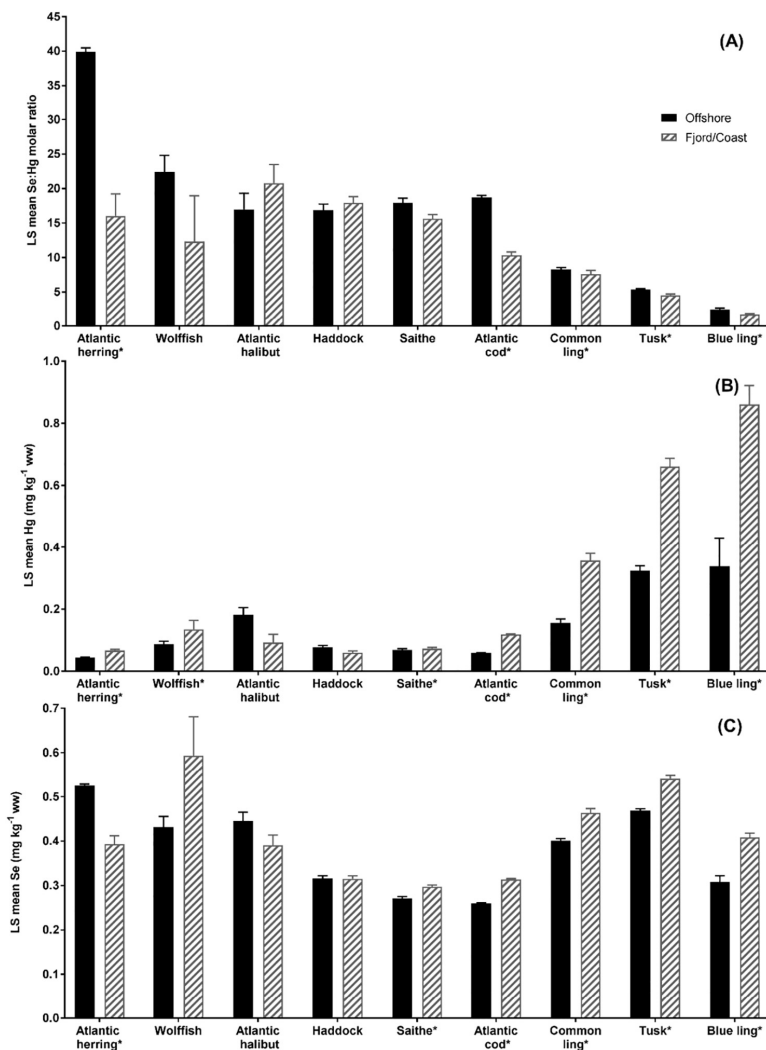 (A)
LS mean Se:Hg molar ratio
45
40
35
30
25
20
15
10
5
0
Offshore
Fjord/Coast
Atlantic herring* Wolffish Atlantic halibut Haddock Saithe Atlantic cod* Common ling* Tusk* Blue ling*
(B)
LS mean Hg (mg kg⁻¹ ww)
1.0
0.8
0.6
0.4
0.2
0.0
Atlantic herring* Wolffish* Atlantic halibut Haddock Saithe* Atlantic cod* Common ling* Tusk* Blue ling*
(C)
LS mean Se (mg kg⁻¹ ww)
0.7
0.6
0.5
0.4
0.3
0.2
0.1
0.0
Atlantic herring* Wolffish Atlantic halibut Haddock Saithe* Atlantic cod* Common ling* Tusk* Blue ling*